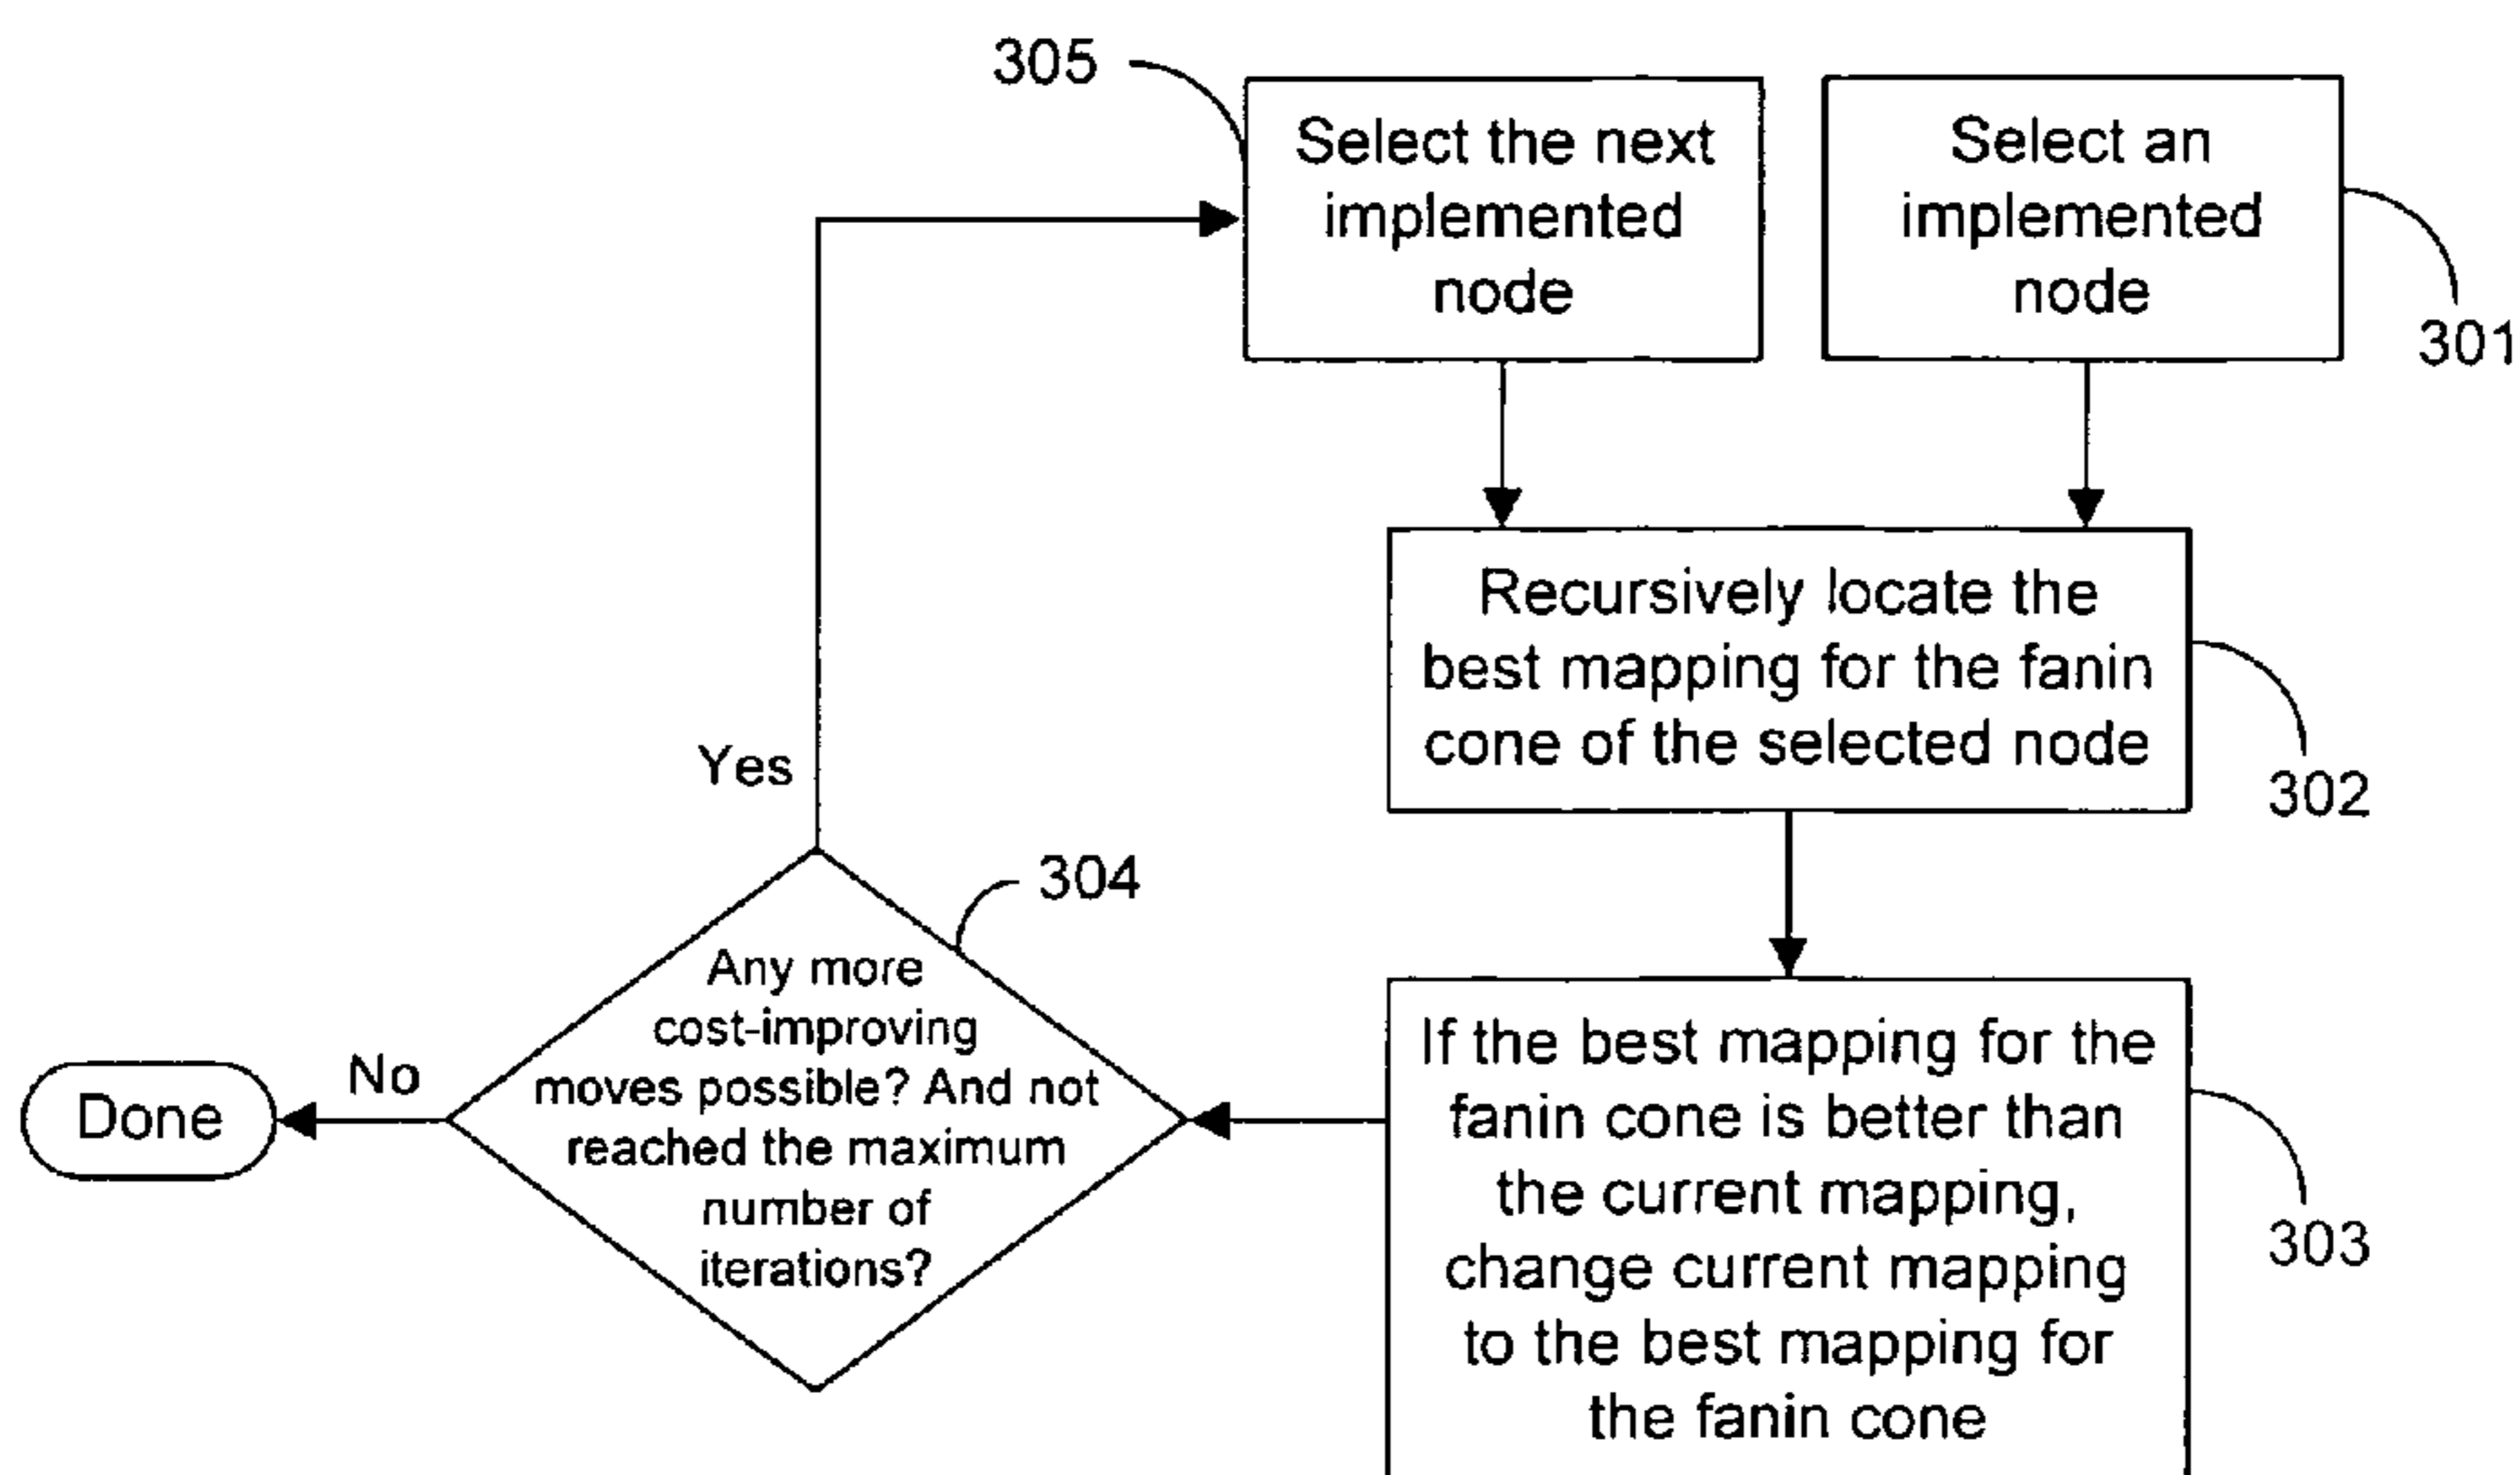 305
Select the next
implemented
node
Select an
implemented
node
301
Recursively locate the
best mapping for the fanin
cone of the selected node
302
Yes
304
Any more
cost-improving
moves possible? And not
reached the maximum
number of
iterations?
No
Done
If the best mapping for the
fanin cone is better than
the current mapping,
change current mapping
to the best mapping for
the fanin cone
303